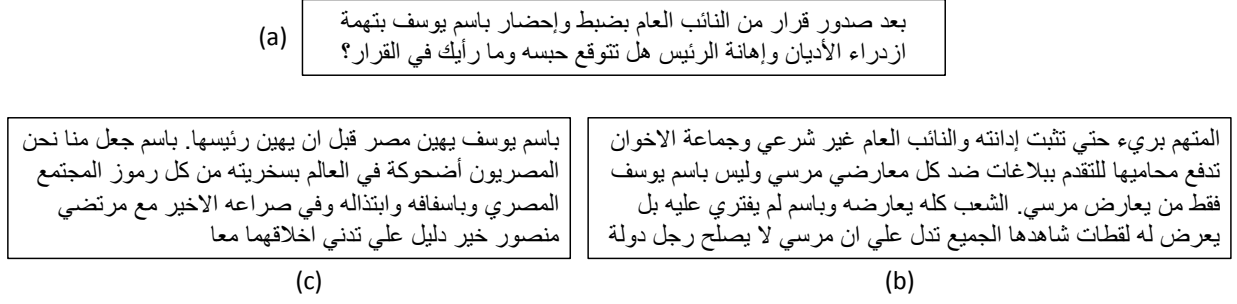 (a)
بعد صدور قرار من النائب العام بضبط وإحضار باسم يوسف بتهمة
ازدراء الأديان وإهانة الرئيس هل تتوقع حبسه وما رأيك في القرار؟
المتهم بريء حتي تثبت إدانته والنائب العام غير شرعي وجماعة الاخوان
تدفع محاميها للتقدم ببلاغات ضد كل معارضي مرسي وليس باسم يوسف
فقط من يعارض مرسي. الشعب كله يعارضه وباسم لم يفتري عليه بل
يعرض له لقطات شاهدها الجميع تدل علي ان مرسي لا يصلح رجل دولة
(b)
باسم يوسف يهين مصر قبل ان يهين رئيسها. باسم جعل منا نحن
المصريون أضحوكة في العالم بسخريته من كل رموز المجتمع
المصري وباسفافه وابتذاله وفي صراعه الاخير مع مرتضي
منصور خير دليل علي تدني اخلاقهما معا
(c)